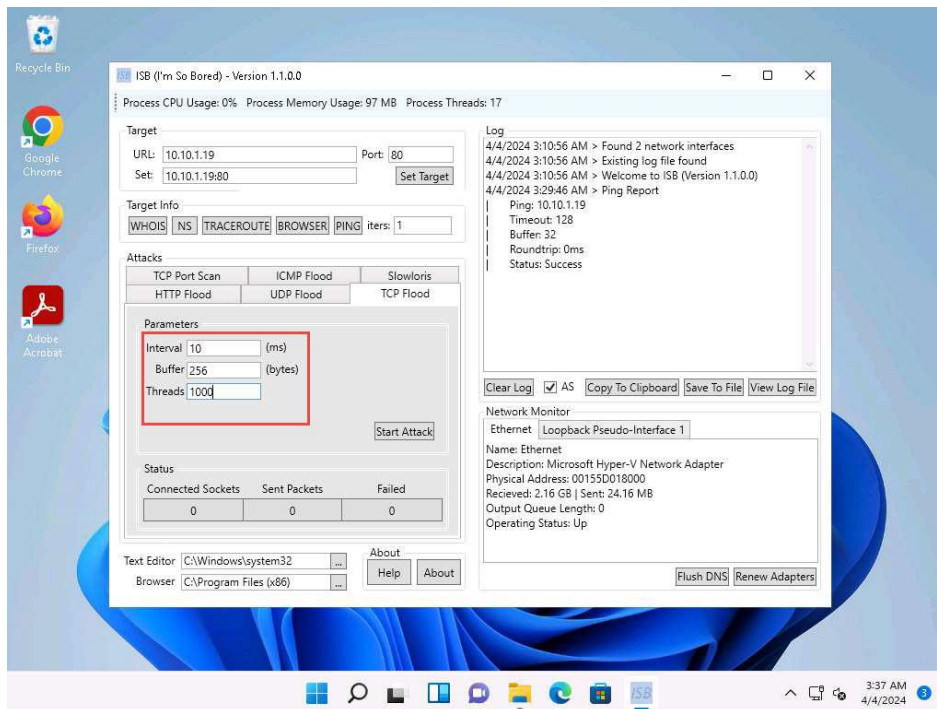 Recycle Bin
Google
Chrome
Firefox
Adobe
Acrobat
ISB ISB (I'm So Bored) - Version 1.1.0.0
Process CPU Usage: 0% Process Memory Usage: 97 MB Process Threads: 17
Target
URL: 10.10.1.19 Port: 80
Set: 10.10.1.19:80 Set Target
Target Info
WHOIS NS TRACEROUTE BROWSER PING iters: 1
Attacks
TCP Port Scan ICMP Flood Slowloris
HTTP Flood UDP Flood TCP Flood
Parameters
Interval 10 (ms)
Buffer 256 (bytes)
Threads 1000
Start Attack
Status
Connected Sockets Sent Packets Failed
0 0 0
Text Editor C:\Windows\system32 ...
Browser C:\Program Files (x86) ...
About
Help About
Log
4/4/2024 3:10:56 AM > Found 2 network interfaces
4/4/2024 3:10:56 AM > Existing log file found
4/4/2024 3:10:56 AM > Welcome to ISB (Version 1.1.0.0)
4/4/2024 3:29:46 AM > Ping Report
| Ping: 10.10.1.19
| Timeout: 128
| Buffer: 32
| Roundtrip: 0ms
| Status: Success
Clear Log AS Copy To Clipboard Save To File View Log File
Network Monitor
Ethernet Loopback Pseudo-Interface 1
Name: Ethernet
Description: Microsoft Hyper-V Network Adapter
Physical Address: 00155D018000
Recieved: 2.16 GB | Sent: 24.16 MB
Output Queue Length: 0
Operating Status: Up
Flush DNS Renew Adapters
ISB
3:37 AM
4/4/2024 3